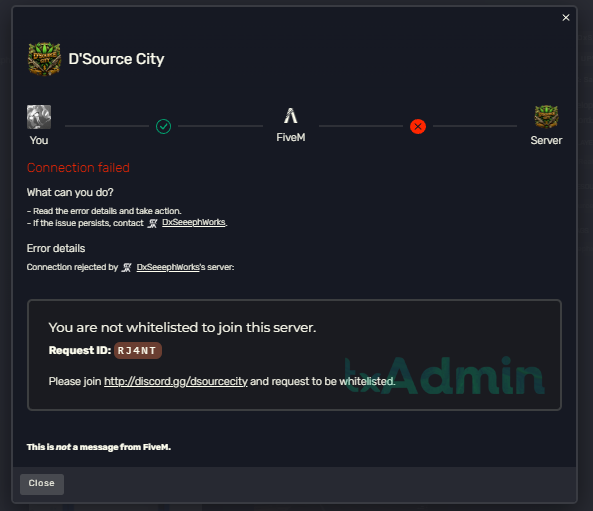 ×
D'Source City
You
FiveM
Server
Connection failed
What can you do?
- Read the error details and take action.
- If the issue persists, contact DxSeeephWorks.
Error details
Connection rejected by DxSeeephWorks's server:
You are not whitelisted to join this server.
Request ID: RJ4NT
Please join http://discord.gg/dsourcecity and request to be whitelisted.
txAdmin
This is not a message from FiveM.
Close